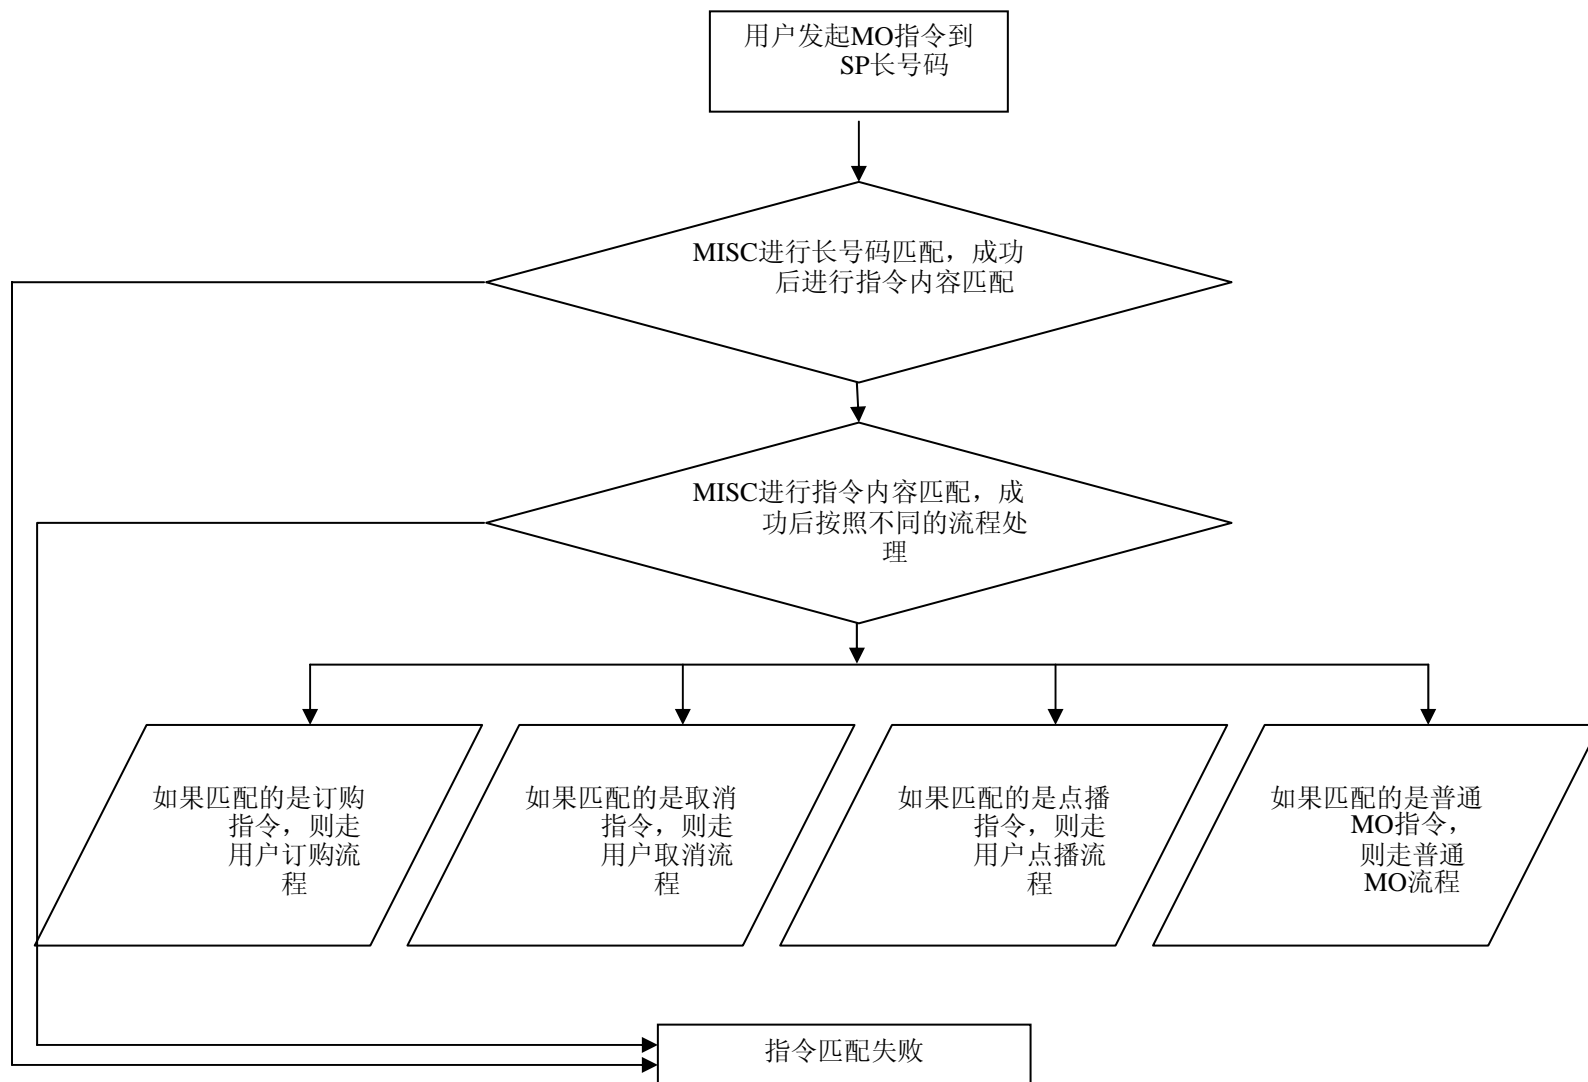 用户发起MO指令到
SP长号码
MISC进行长号码匹配，成功
后进行指令内容匹配
MISC进行指令内容匹配，成
功后按照不同的流程处
理
如果匹配的是订购
指令，则走
用户订购流
程
如果匹配的是取消
指令，则走
用户取消流
程
如果匹配的是点播
指令，则走
用户点播流
程
如果匹配的是普通
MO指令，
则走普通
MO流程
指令匹配失败